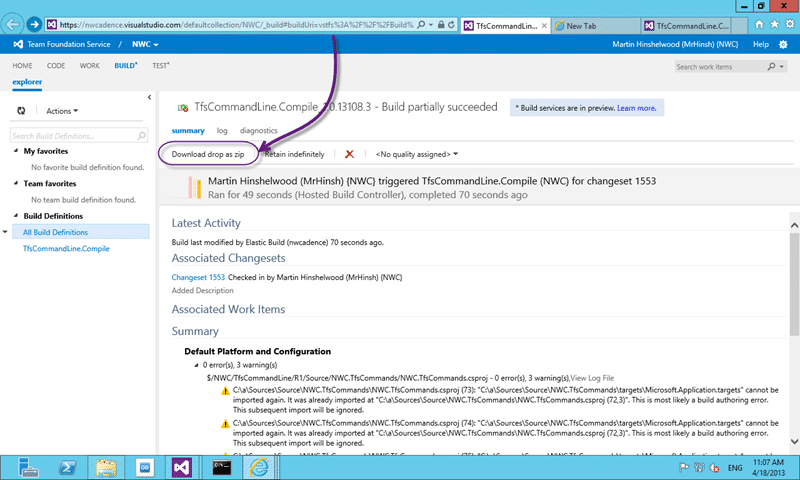 https://nwcadence.visualstudio.com/defaultcollection/NWC/_build#buildUri=vstfs%3A%2F%2F%2FBuild%
TfsCommandLine....
New Tab
TfsCommandLine.C...
Team Foundation Service / NWC
Martin Hinshelwood (MrHinsh) {NWC}
Help
HOME CODE WORK BUILD* TEST*
Search work items
explorer
Actions
Search Build Definitions...
My favorites
No favorite build definition found.
Team favorites
No team build definition found.
Build Definitions
All Build Definitions
TfsCommandLine.Compile
TfsCommandLine.Compile 0.13108.3 - Build partially succeeded
* Build services are in preview. Learn more.
summary log diagnostics
Download drop as zip
Retain indefinitely
<No quality assigned>
Martin Hinshelwood (MrHinsh) {NWC} triggered TfsCommandLine.Compile (NWC) for changeset 1553
Ran for 49 seconds (Hosted Build Controller), completed 70 seconds ago
Latest Activity
Build last modified by Elastic Build (nwcadence) 70 seconds ago.
Associated Changesets
Changeset 1553 Checked in by Martin Hinshelwood (MrHinsh) {NWC}
Added Description
Associated Work Items
Summary
Default Platform and Configuration
0 error(s), 3 warning(s)
$/NWC/TfsCommandLine/R1/Source/NWC.TfsCommands/NWC.TfsCommands.csproj - 0 error(s), 3 warning(s), View Log File
C:\a\Sources\Source\NWC.TfsCommands\NWC.TfsCommands.csproj (73): "C:\a\Sources\Source\NWC.TfsCommands\targets\Microsoft.Application.targets" cannot be
imported again. It was already imported at "C:\a\Sources\Source\NWC.TfsCommands\NWC.TfsCommands.csproj (72,3)". This is most likely a build authoring error.
This subsequent import will be ignored.
C:\a\Sources\Source\NWC.TfsCommands\NWC.TfsCommands.csproj (74): "C:\a\Sources\Source\NWC.TfsCommands\targets\Microsoft.Application.targets" cannot be
imported again. It was already imported at "C:\a\Sources\Source\NWC.TfsCommands\NWC.TfsCommands.csproj (72,3)". This is most likely a build authoring error.
This subsequent import will be ignored.
ENG
11:07 AM
4/18/2013